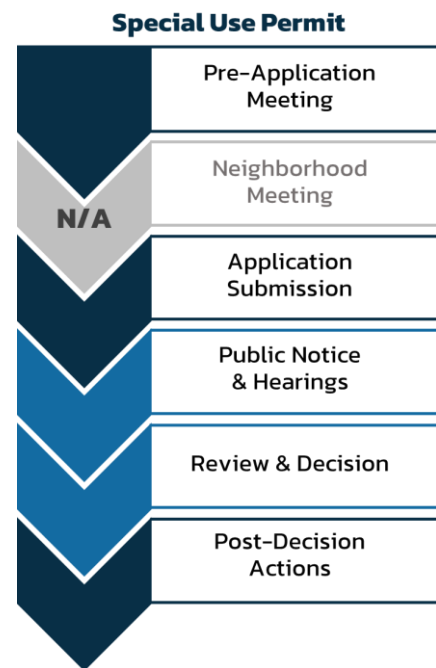 Special Use Permit
Pre-Application
Meeting
N/A
Neighborhood
Meeting
Application
Submission
Public Notice
& Hearings
Review & Decision
Post-Decision
Actions